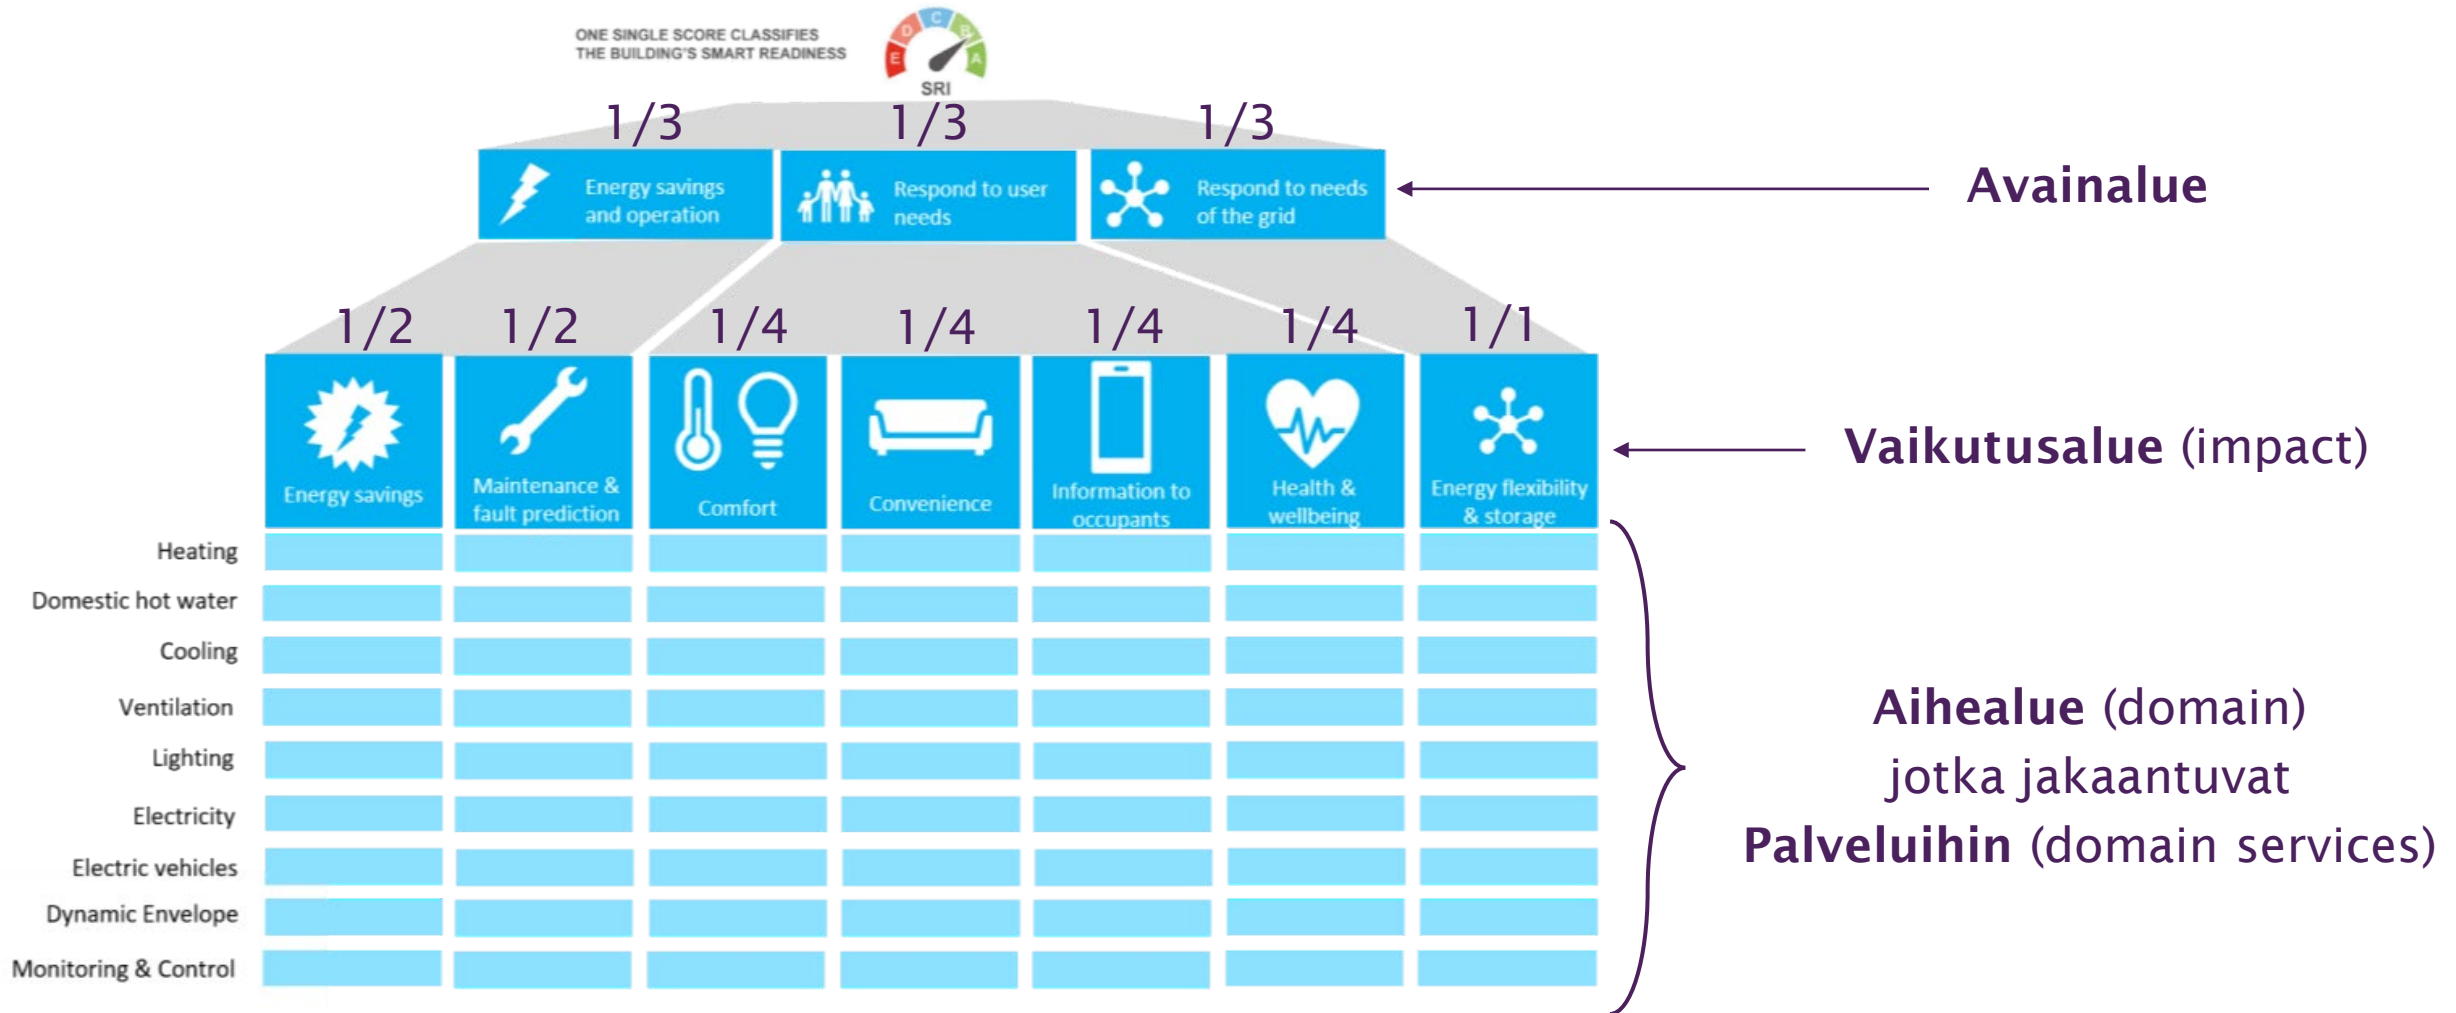 ONE SINGLE SCORE CLASSIFIES
THE BUILDING'S SMART READINESS
E D C B A
SRI
1/3 1/3 1/3
Energy savings
and operation
Respond to user
needs
Respond to needs
of the grid
Avainalue
1/2 1/2 1/4 1/4 1/4 1/4 1/1
Energy savings
Maintenance &
fault prediction
Comfort
Convenience
Information to
occupants
Health &
wellbeing
Energy flexibility
& storage
Vaikutusalue (impact)
Heating
Domestic hot water
Cooling
Ventilation
Lighting
Electricity
Electric vehicles
Dynamic Envelope
Monitoring & Control
Aihealue (domain)
jotka jakaantuvat
Palveluihin (domain services)